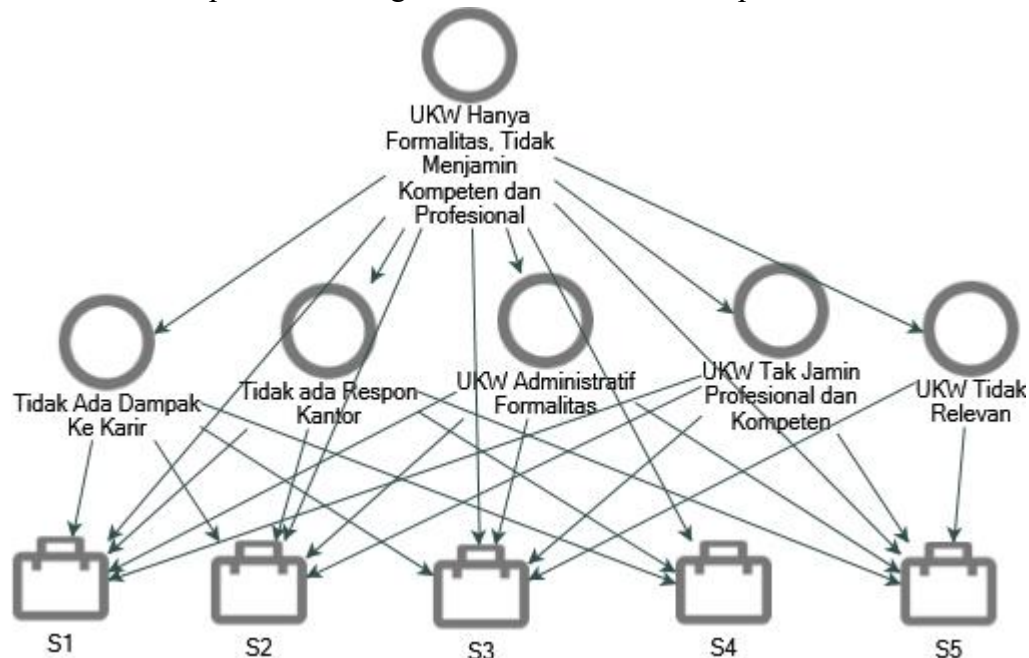 UKW Hanya
Formalitas, Tidak
Menjamin
Kompeten dan
Profesional
Tidak Ada Dampak
Ke Karir
Tidak ada Respon
Kantor
UKW Administratif
Formalitas
UKW Tak Jamin
Profesional dan
Kompeten
UKW Tidak
Relevan
S1
S2
S3
S4
S5